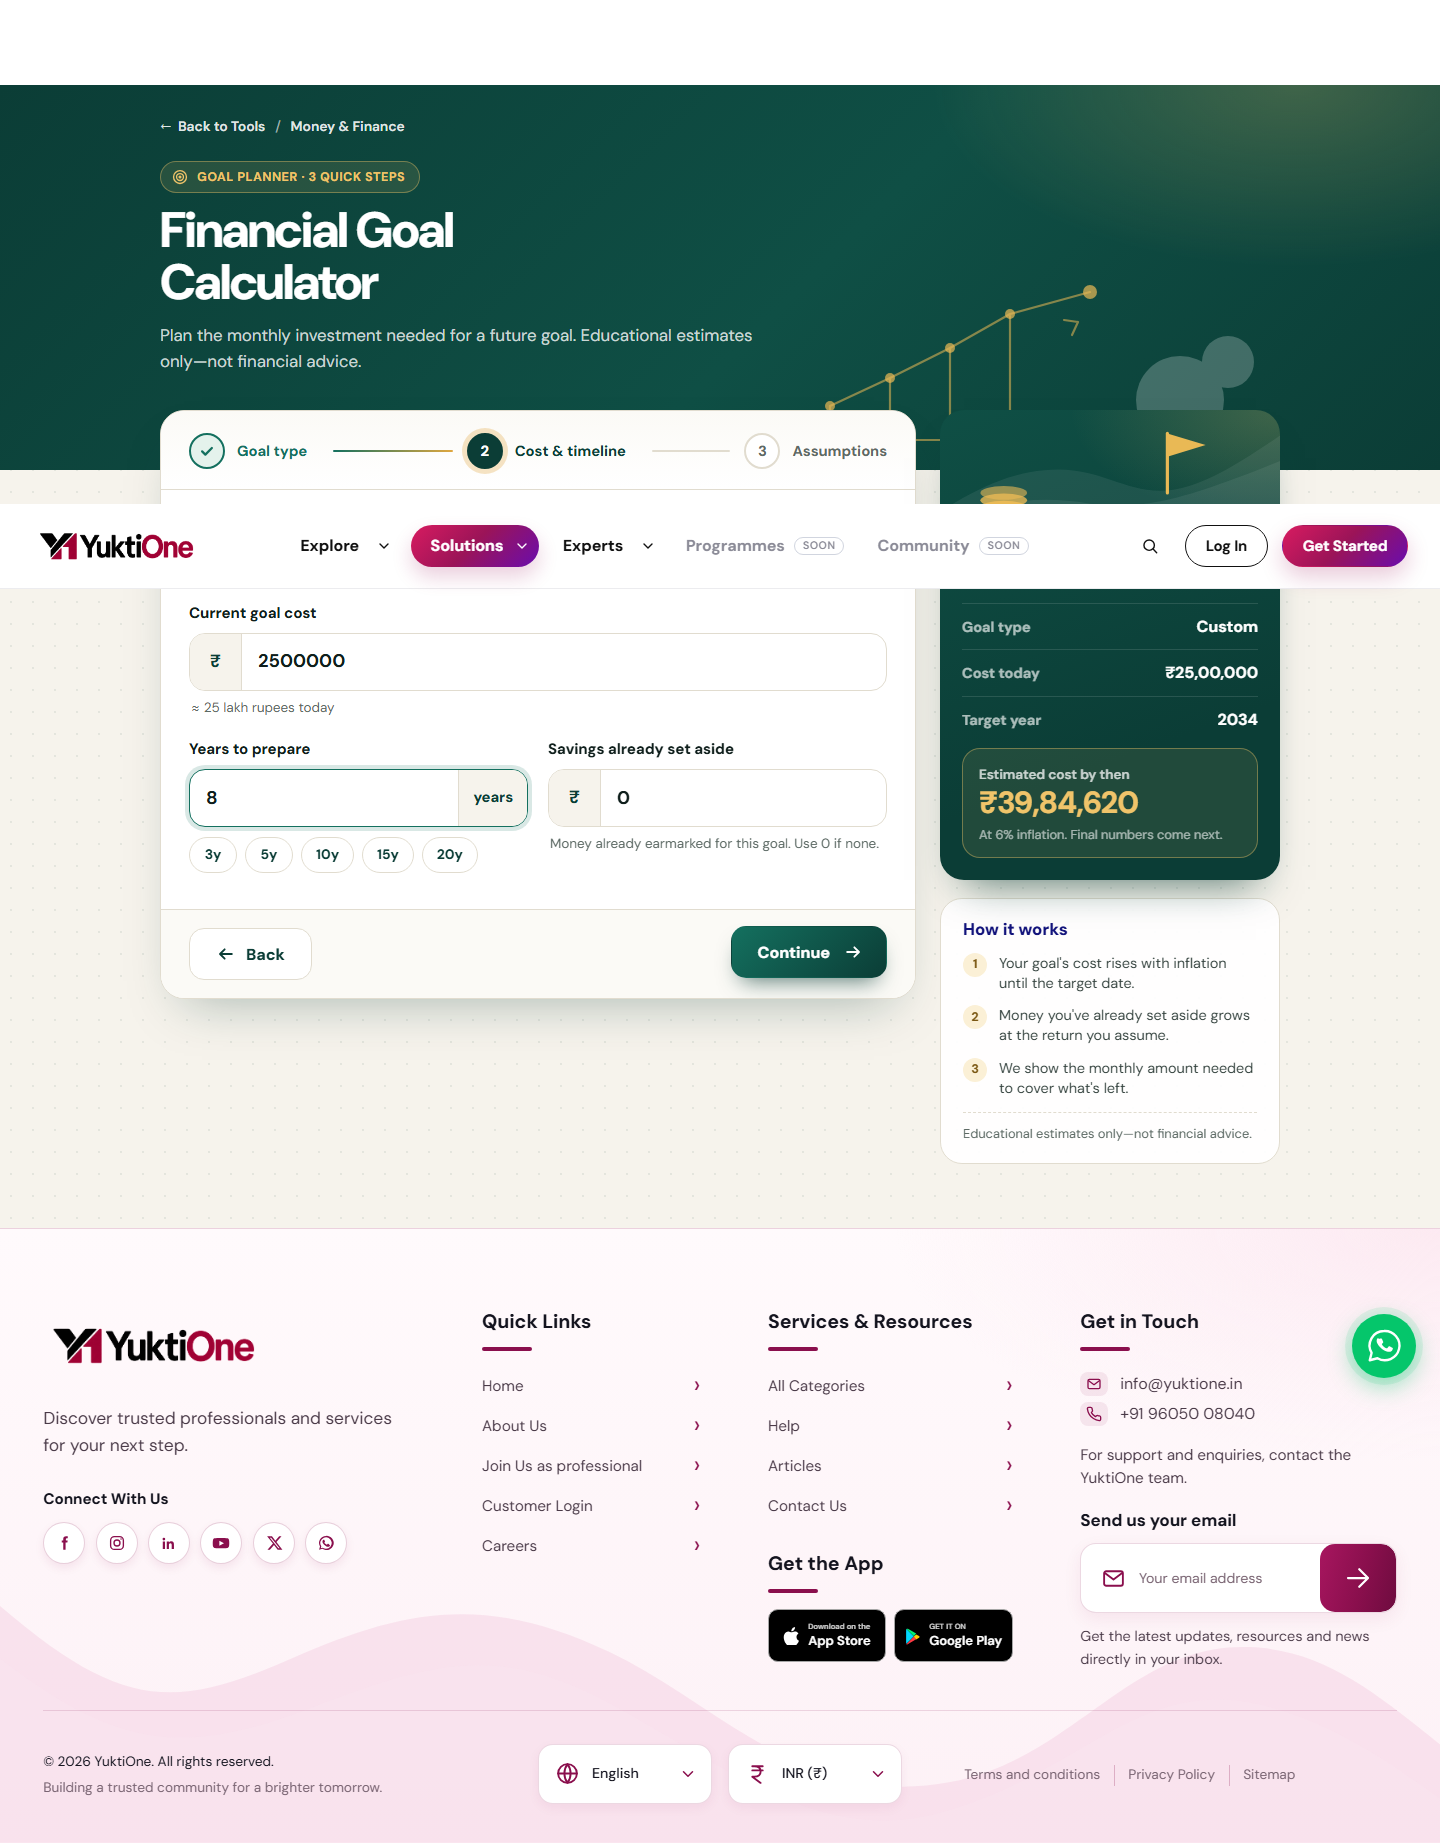 ← Back to Tools / Money & Finance
GOAL PLANNER · 3 QUICK STEPS
Financial Goal
Calculator
Plan the monthly investment needed for a future goal. Educational estimates
only—not financial advice.
Goal type
2 Cost & timeline
3 Assumptions
YuktiOne
Explore
Solutions
Experts
Programmes SOON
Community SOON
Log In
Get Started
Current goal cost
₹ 2500000
≈ 25 lakh rupees today
Years to prepare
8 years
3y 5y 10y 15y 20y
Savings already set aside
₹ 0
Money already earmarked for this goal. Use 0 if none.
← Back
Continue →
Goal type Custom
Cost today ₹25,00,000
Target year 2034
Estimated cost by then
₹39,84,620
At 6% inflation. Final numbers come next.
How it works
1 Your goal's cost rises with inflation
until the target date.
2 Money you've already set aside grows
at the return you assume.
3 We show the monthly amount needed
to cover what's left.
Educational estimates only—not financial advice.
YuktiOne
Discover trusted professionals and services
for your next step.
Connect With Us
Quick Links
Home ›
About Us ›
Join Us as professional ›
Customer Login ›
Careers ›
Services & Resources
All Categories ›
Help ›
Articles ›
Contact Us ›
Get the App
Download on the
App Store
GET IT ON
Google Play
Get in Touch
info@yuktione.in
+91 96050 08040
For support and enquiries, contact the
YuktiOne team.
Send us your email
Your email address
Get the latest updates, resources and news
directly in your inbox.
© 2026 YuktiOne. All rights reserved.
Building a trusted community for a brighter tomorrow.
English
₹ INR (₹)
Terms and conditions
Privacy Policy
Sitemap